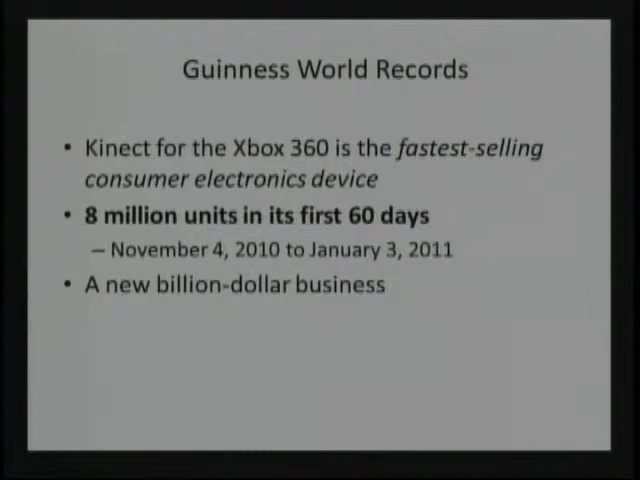 Guinness World Records
• Kinect for the Xbox 360 is the fastest-selling
consumer electronics device
• 8 million units in its first 60 days
– November 4, 2010 to January 3, 2011
• A new billion-dollar business